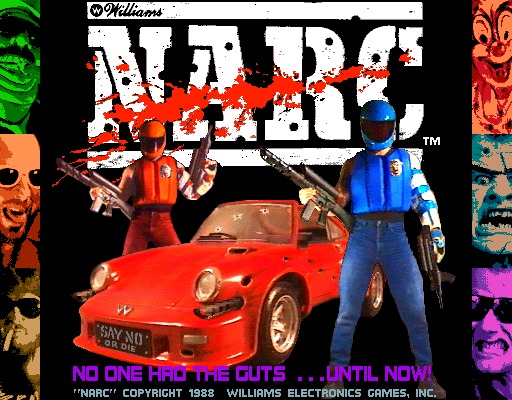 Williams
NARC
TM
SAY NO
OR DIE
NO ONE HAD THE GUTS ...UNTIL NOW!
"NARC" COPYRIGHT 1988 WILLIAMS ELECTRONICS GAMES, INC.